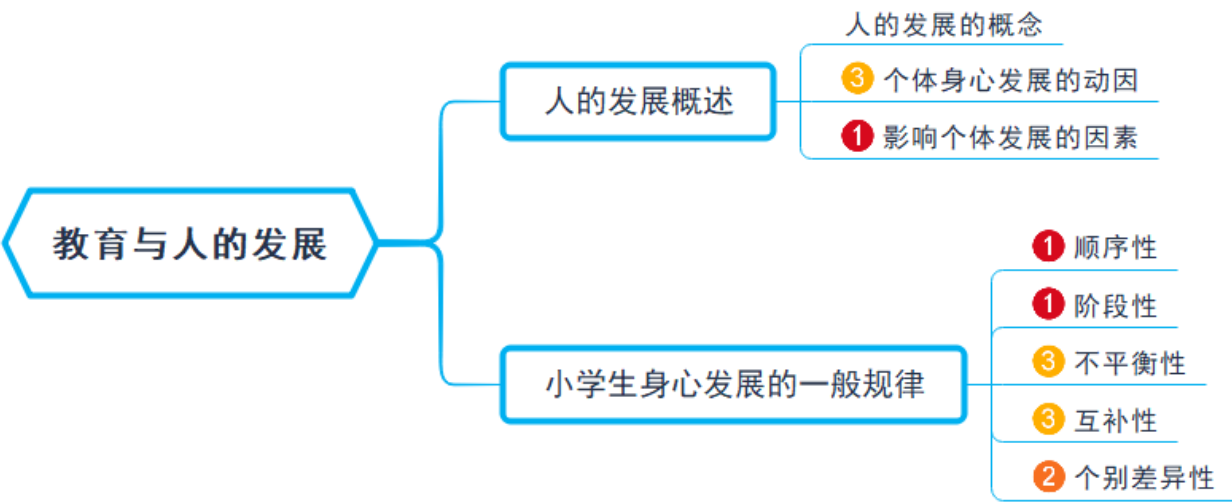 教育与人的发展
人的发展概述
人的发展的概念
3 个体身心发展的动因
1 影响个体发展的因素
小学生身心发展的一般规律
1 顺序性
1 阶段性
3 不平衡性
3 互补性
2 个别差异性